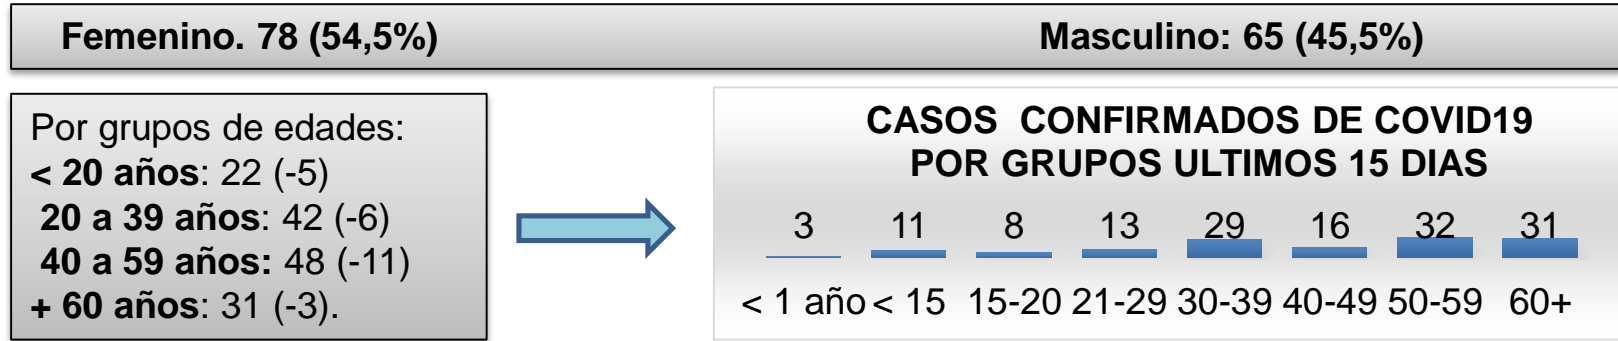 Femenino. 78 (54,5%) Masculino: 65 (45,5%)
Por grupos de edades:
< 20 años: 22 (-5)
20 a 39 años: 42 (-6)
40 a 59 años: 48 (-11)
+ 60 años: 31 (-3).
CASOS CONFIRMADOS DE COVID19
POR GRUPOS ULTIMOS 15 DIAS
3 11 8 13 29 16 32 31
< 1 año < 15 15-20 21-29 30-39 40-49 50-59 60+